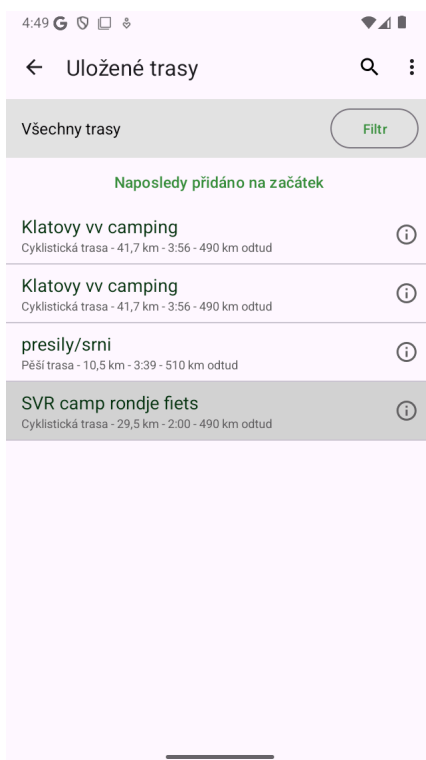 4:49
Uložené trasy
Všechny trasy
Filtr
Naposledy přidáno na začátek
Klatovy vv camping
Cyklistická trasa - 41,7 km - 3:56 - 490 km odtud
Klatovy vv camping
Cyklistická trasa - 41,7 km - 3:56 - 490 km odtud
presily/srni
Pěší trasa - 10,5 km - 3:39 - 510 km odtud
SVR camp rondje fiets
Cyklistická trasa - 29,5 km - 2:00 - 490 km odtud